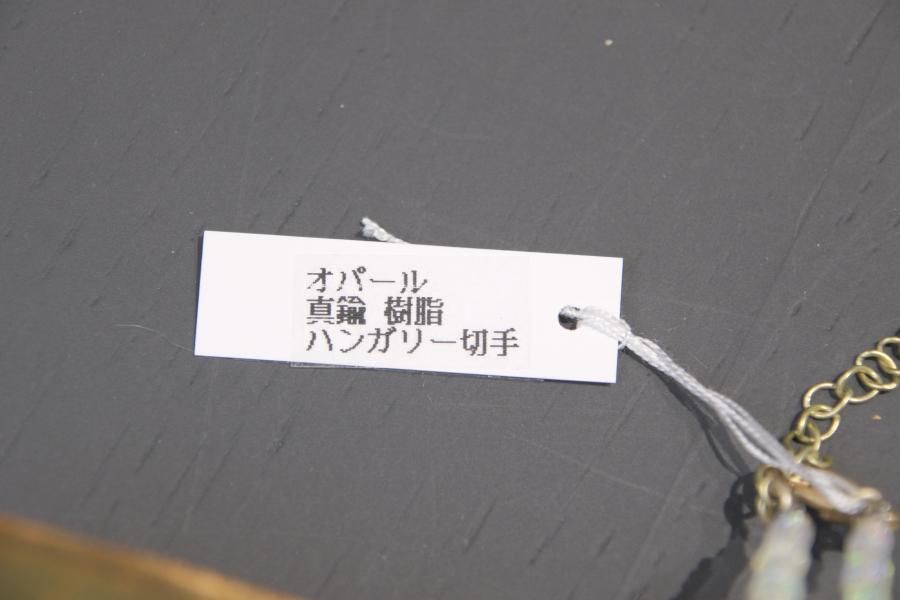 オパール
真鍮 樹脂
ハンガリー切手